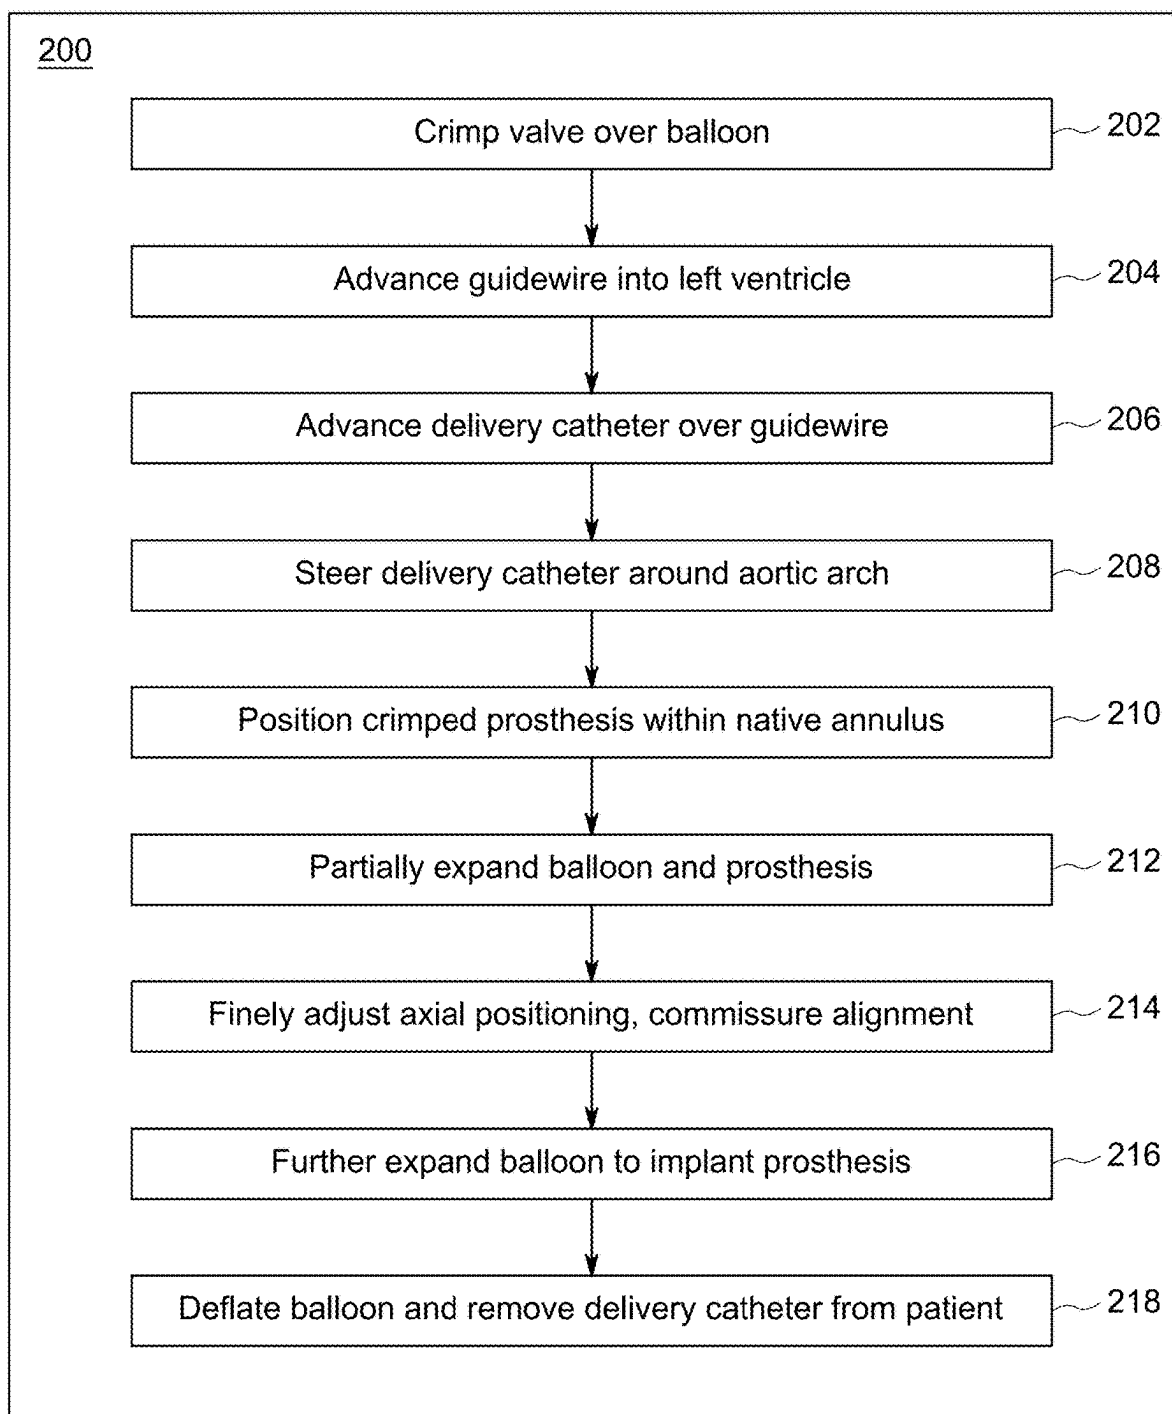 200
Crimp valve over balloon 202
Advance guidewire into left ventricle 204
Advance delivery catheter over guidewire 206
Steer delivery catheter around aortic arch 208
Position crimped prosthesis within native annulus 210
Partially expand balloon and prosthesis 212
Finely adjust axial positioning, commissure alignment 214
Further expand balloon to implant prosthesis 216
Deflate balloon and remove delivery catheter from patient 218